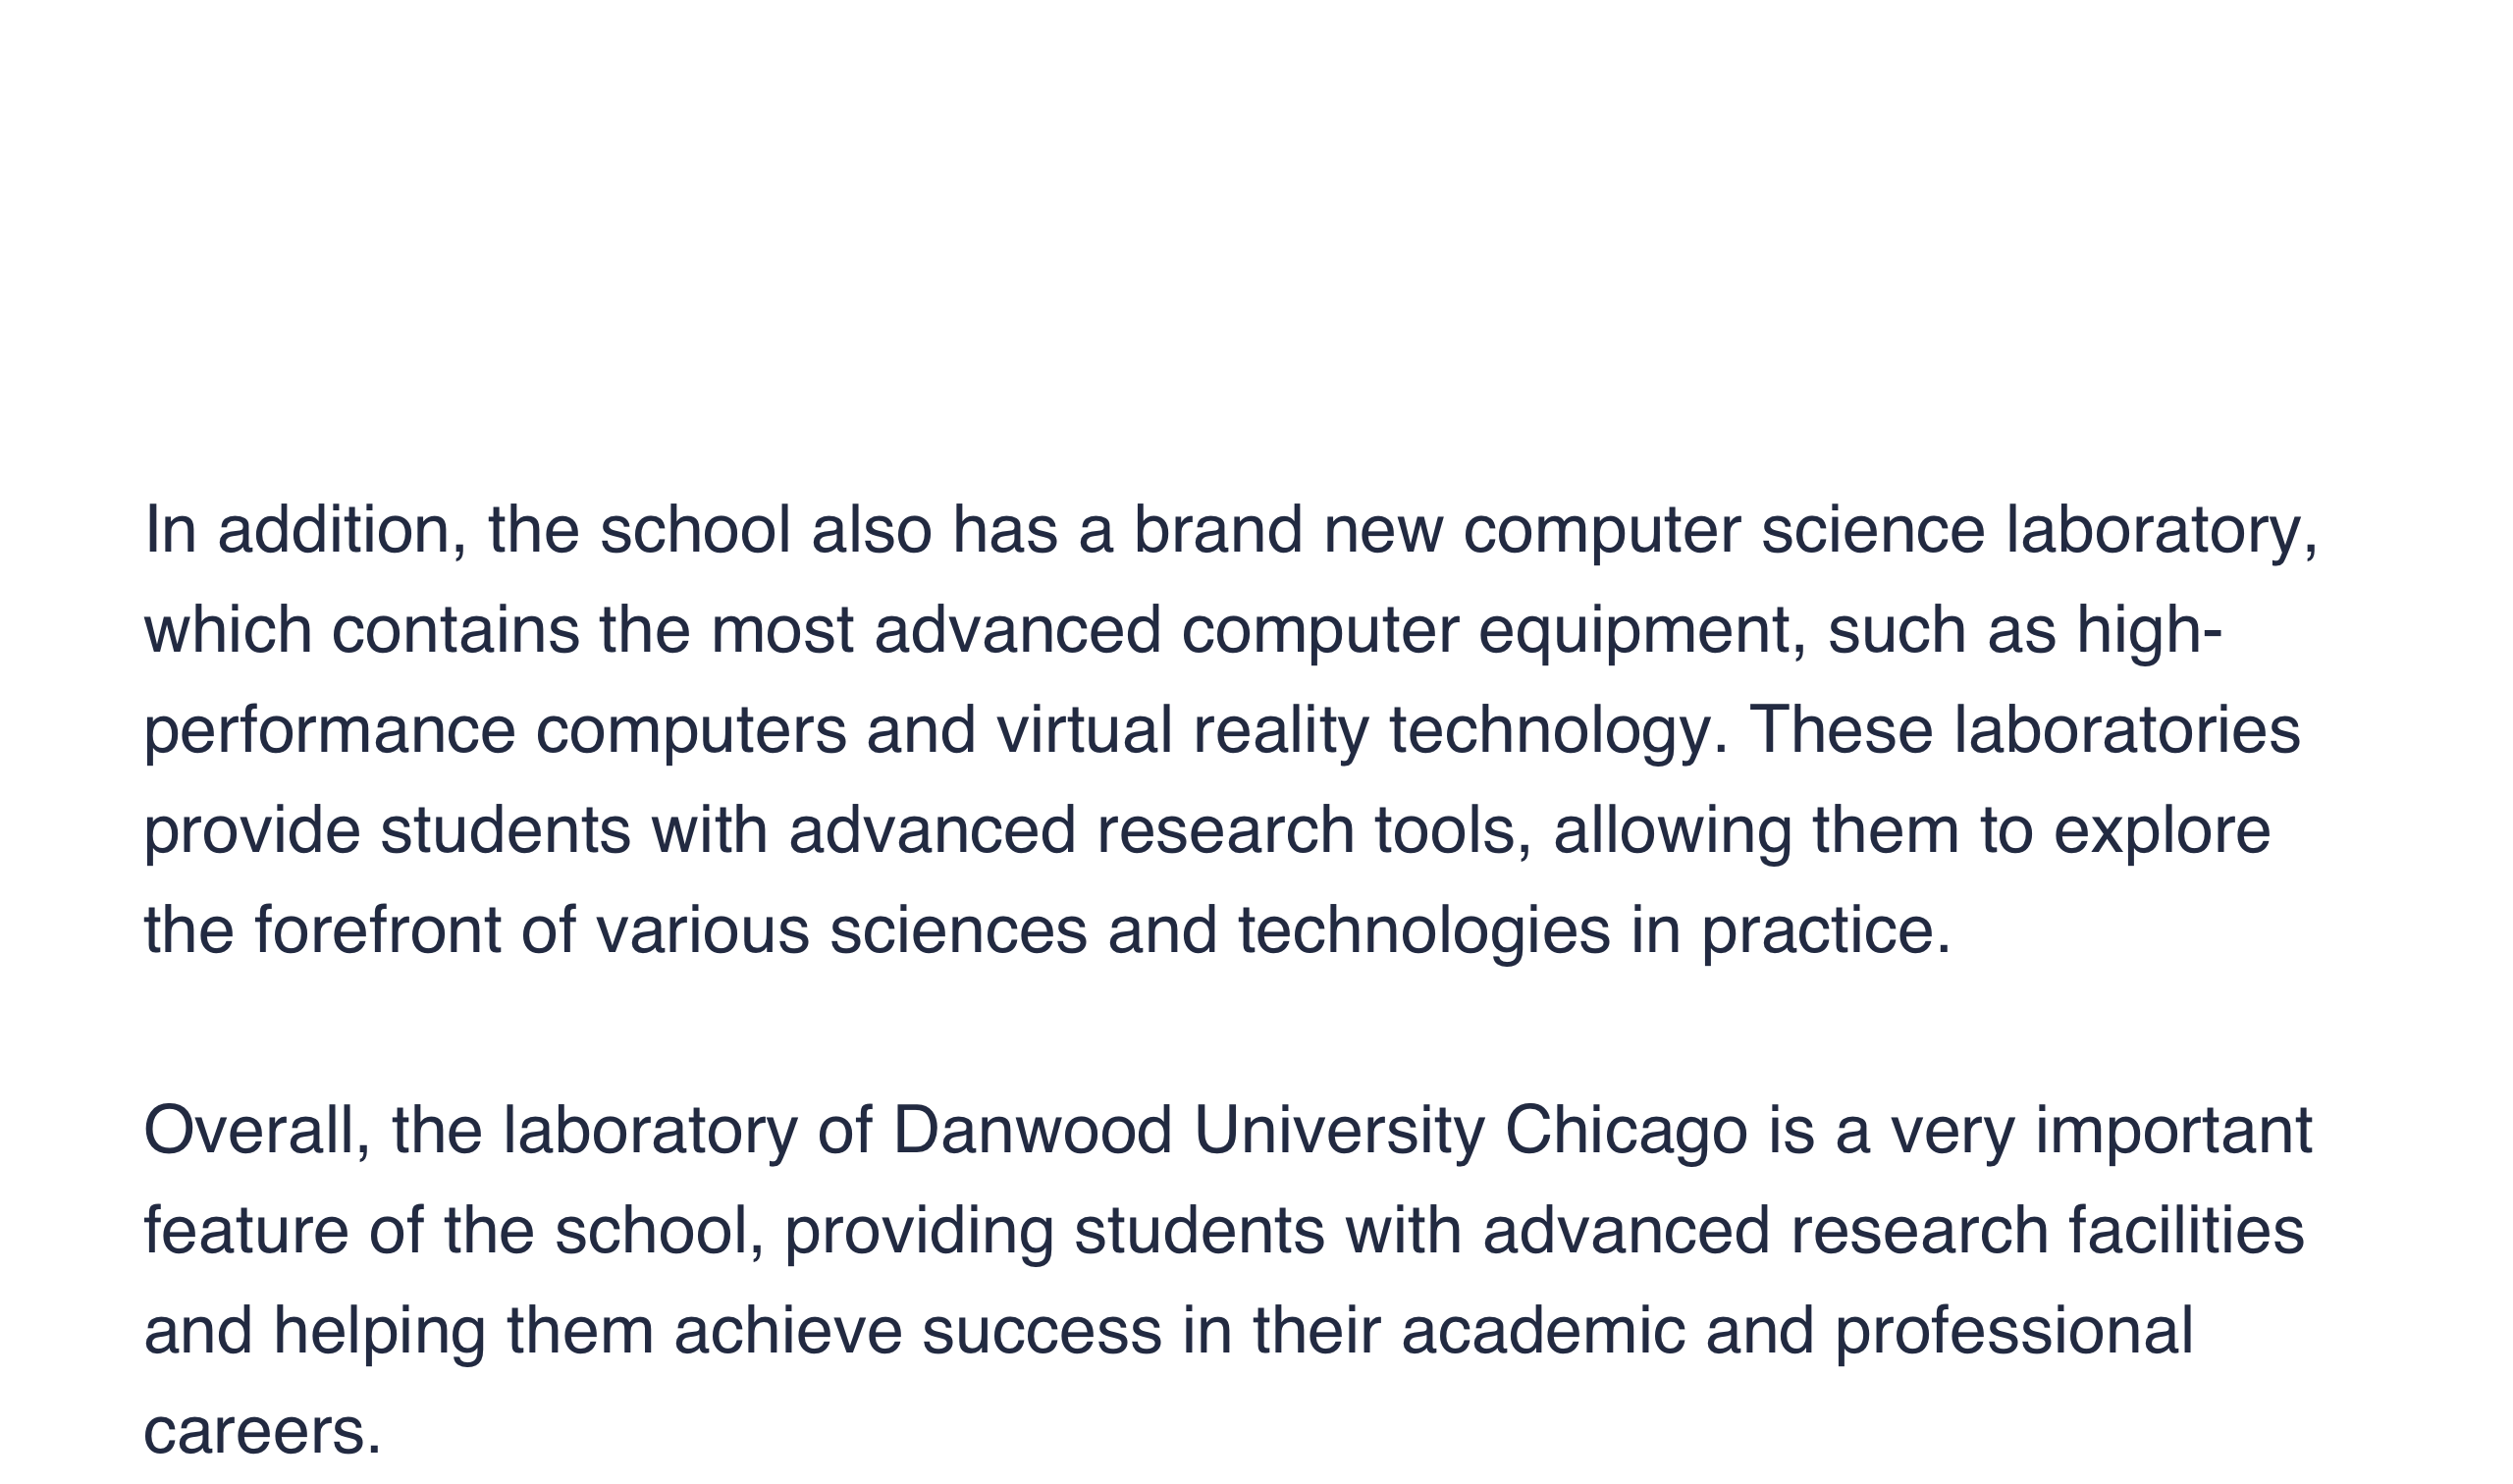 In addition, the school also has a brand new computer science laboratory,
which contains the most advanced computer equipment, such as high-
performance computers and virtual reality technology. These laboratories
provide students with advanced research tools, allowing them to explore
the forefront of various sciences and technologies in practice.
Overall, the laboratory of Danwood University Chicago is a very important
feature of the school, providing students with advanced research facilities
and helping them achieve success in their academic and professional
careers.